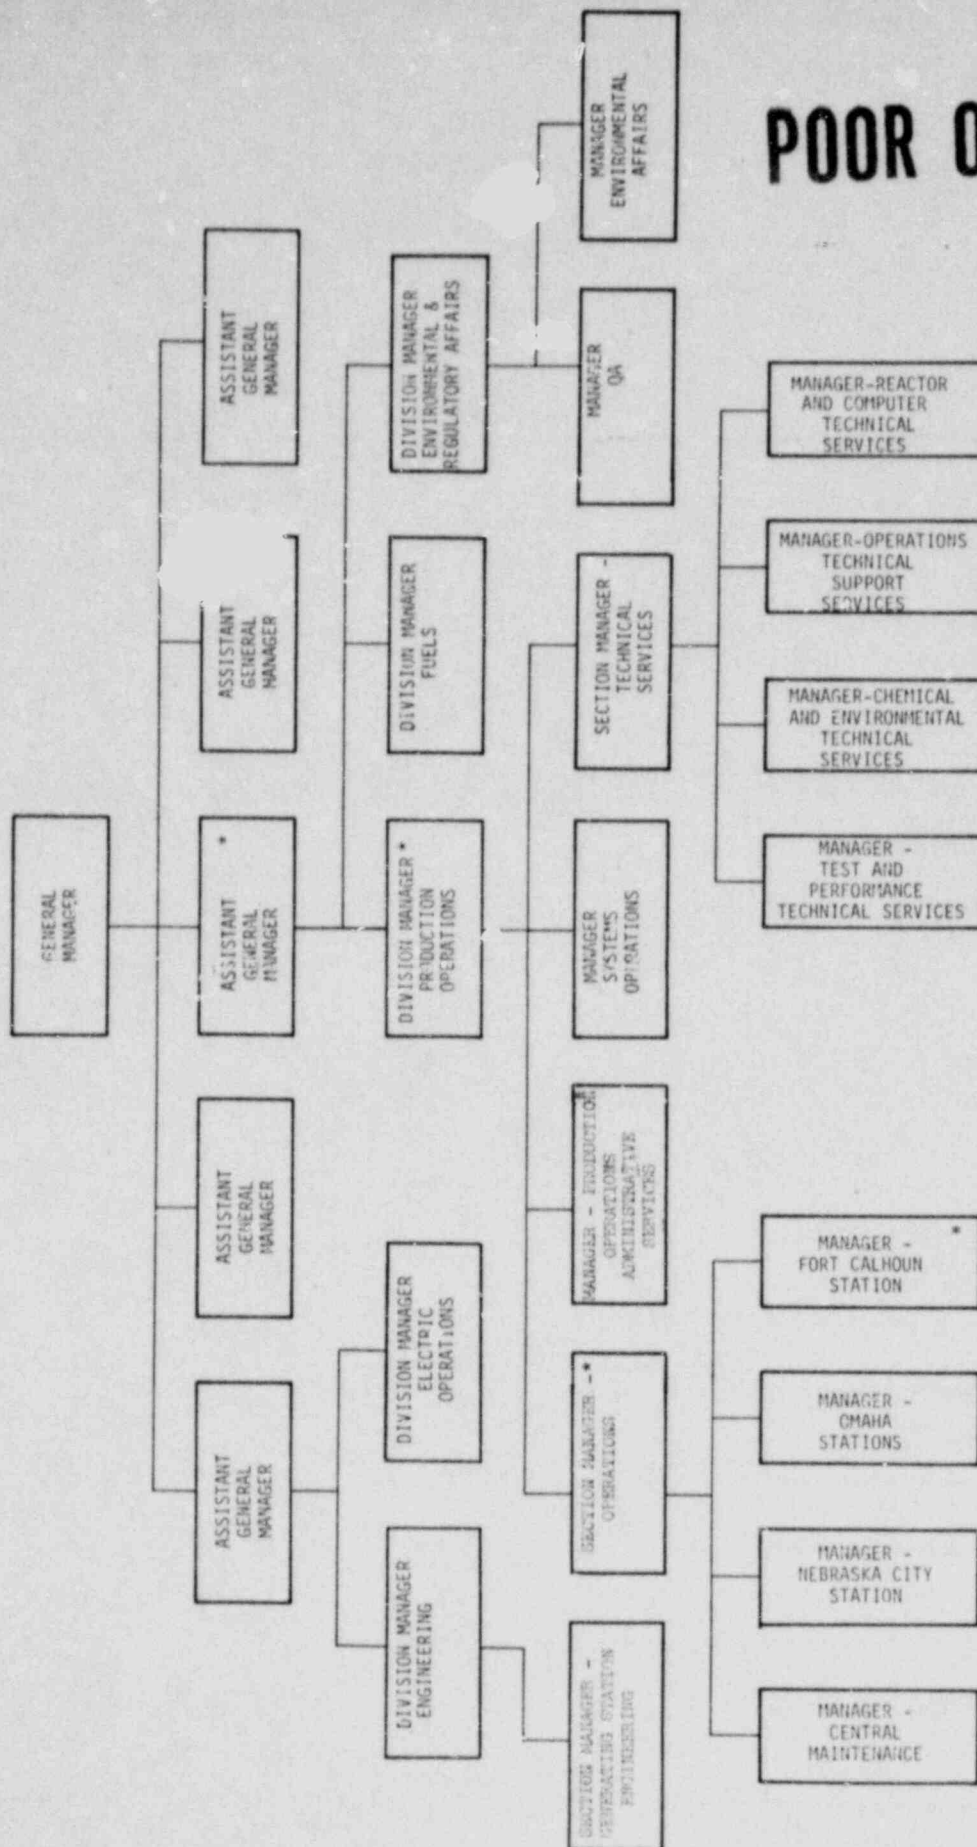 POOR O
GENERAL
MANAGER
ASSISTANT
GENERAL
MANAGER
ASSISTANT
GENERAL
MANAGER
ASSISTANT
GENERAL
MANAGER
*
ASSISTANT
GENERAL
MANAGER
ASSISTANT
GENERAL
MANAGER
DIVISION MANAGER
ENGINEERING
DIVISION MANAGER
ELECTRIC
OPERATIONS
DIVISION MANAGER *
PRODUCTION
OPERATIONS
DIVISION MANAGER
FUELS
DIVISION MANAGER
ENVIRONMENTAL &
REGULATORY AFFAIRS
SECTION MANAGER -
GENERATING STATION
ENGINEERING
SECTION MANAGER -*
OPERATIONS
MANAGER - PRODUCTION*
OPERATIONS
ADMINISTRATIVE
SERVICES
MANAGER
SYSTEMS
OPERATIONS
SECTION MANAGER -
TECHNICAL
SERVICES
MANAGER
QA
MANAGER
ENVIRONMENTAL
AFFAIRS
MANAGER -
CENTRAL
MAINTENANCE
MANAGER -
NEBRASKA CITY
STATION
MANAGER -
OMAHA
STATIONS
MANAGER -
FORT CALHOUN
STATION
*
MANAGER -
TEST AND
PERFORMANCE
TECHNICAL SERVICES
MANAGER-CHEMICAL
AND ENVIRONMENTAL
TECHNICAL
SERVICES
MANAGER-OPERATIONS
TECHNICAL
SUPPORT
SERVICES
MANAGER-REACTOR
AND COMPUTER
TECHNICAL
SERVICES